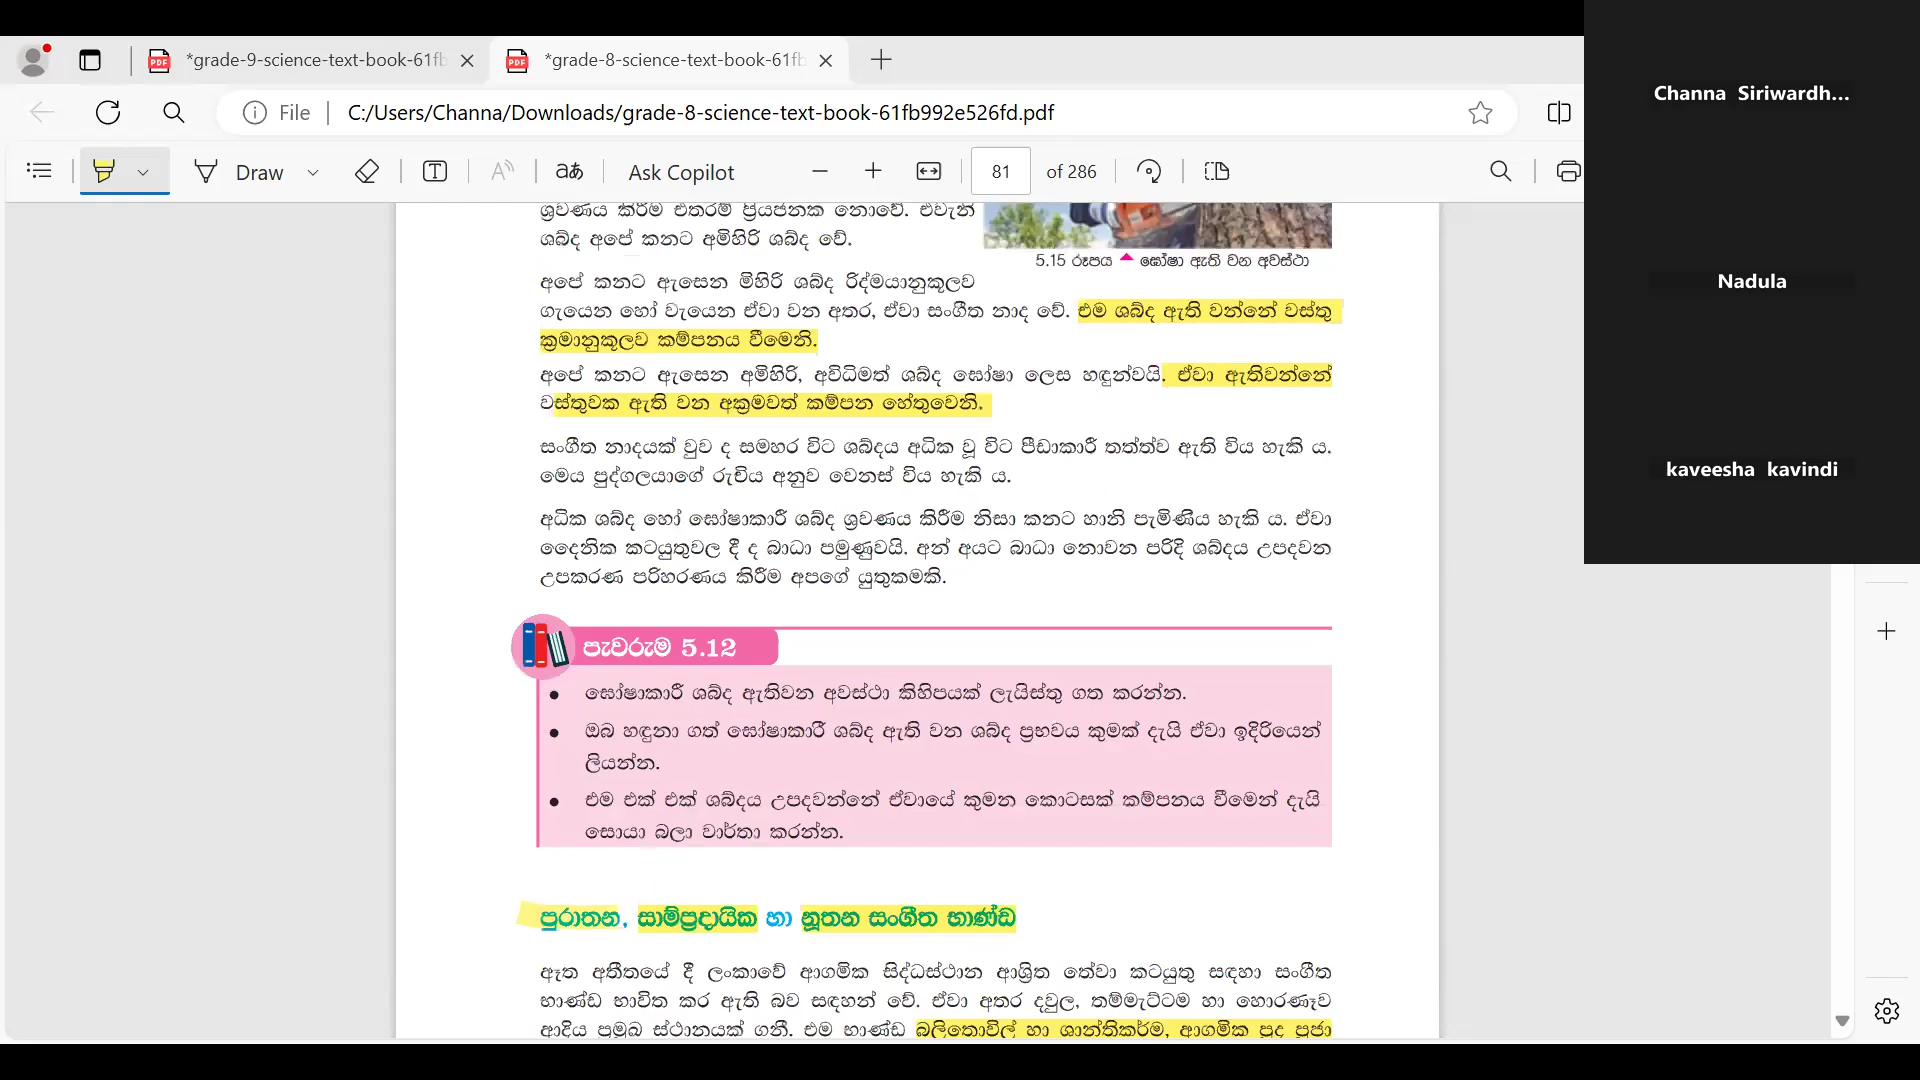 *grade-9-science-text-book-61fb
*grade-8-science-text-book-61fb
File
C:/Users/Channa/Downloads/grade-8-science-text-book-61fb992e526fd.pdf
Draw
Ask Copilot
81 of 286
Channa Siriwardh...
Nadula
kaveesha kavindi
ශ්‍රවණය කිරීම එතරම් ප්‍රියජනක නොවේ. එවැනි
ශබ්ද අපේ කනට අමිහිරි ශබ්ද වේ.
5.15 රූපය ▲ ඝෝෂා ඇති වන අවස්ථා
අපේ කනට ඇසෙන මිහිරි ශබ්ද රිද්මයානුකූලව
ගැයෙන හෝ වැයෙන ඒවා වන අතර, ඒවා සංගීත නාද වේ. එම ශබ්ද ඇති වන්නේ වස්තු
ක්‍රමානුකූලව කම්පනය වීමෙනි.
අපේ කනට ඇසෙන අමිහිරි, අවිධිමත් ශබ්ද ඝෝෂා ලෙස හඳුන්වයි. ඒවා ඇතිවන්නේ
වස්තුවක ඇති වන අක්‍රමවත් කම්පන හේතුවෙනි.
සංගීත නාදයක් වුව ද සමහර විට ශබ්දය අධික වූ විට පීඩාකාරී තත්ත්ව ඇති විය හැකි ය.
මෙය පුද්ගලයාගේ රුචිය අනුව වෙනස් විය හැකි ය.
අධික ශබ්ද හෝ ඝෝෂාකාරී ශබ්ද ශ්‍රවණය කිරීම නිසා කනට හානි පැමිණිය හැකි ය. ඒවා
දෛනික කටයුතුවල දී ද බාධා පමුණුවයි. අන් අයට බාධා නොවන පරිදි ශබ්දය උපදවන
උපකරණ පරිහරණය කිරීම අපගේ යුතුකමකි.
පැවරුම 5.12
● ඝෝෂාකාරී ශබ්ද ඇතිවන අවස්ථා කිහිපයක් ලැයිස්තු ගත කරන්න.
● ඔබ හඳුනා ගත් ඝෝෂාකාරී ශබ්ද ඇති වන ශබ්ද ප්‍රභවය කුමක් දැයි ඒවා ඉදිරියෙන්
ලියන්න.
● එම එක් එක් ශබ්දය උපදවන්නේ ඒවායේ කුමන කොටසක් කම්පනය වීමෙන් දැයි
සොයා බලා වාර්තා කරන්න.
පුරාතන, සාම්ප්‍රදායික හා නූතන සංගීත භාණ්ඩ
ඈත අතීතයේ දී ලංකාවේ ආගමික සිද්ධස්ථාන ආශ්‍රිත තේවා කටයුතු සඳහා සංගීත
භාණ්ඩ භාවිත කර ඇති බව සඳහන් වේ. ඒවා අතර දවුල, තම්මැට්ටම හා හොරණෑව
ආදිය ප්‍රමුඛ ස්ථානයක් ගනී. එම භාණ්ඩ බලිතොවිල් හා ශාන්තිකර්ම, ආගමික පුද පූජා